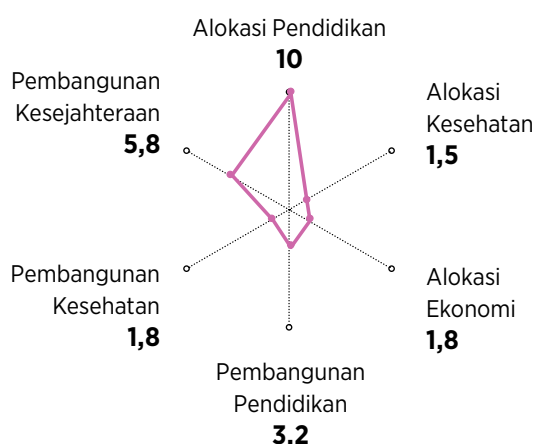 Alokasi Pendidikan
10
Alokasi
Kesehatan
1,5
Alokasi
Ekonomi
1,8
Pembangunan
Pendidikan
3,2
Pembangunan
Kesehatan
1,8
Pembangunan
Kesejahteraan
5,8